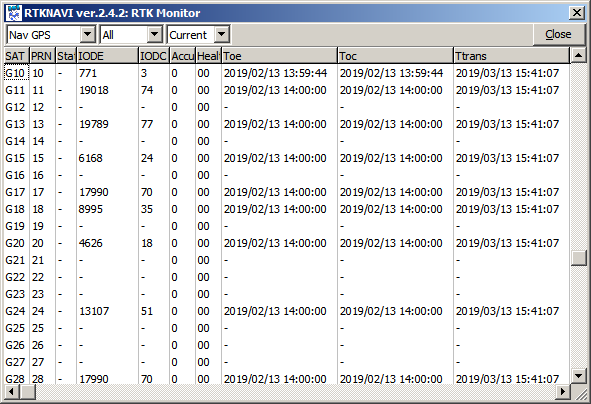 RTKNAVI ver.2.4.2: RTK Monitor
Nav GPS All Current Close
SAT PRN Stat IODE IODC Accu Healt Toe Toc Ttrans
G10 10 - 771 3 0 00 2019/02/13 13:59:44 2019/02/13 13:59:44 2019/03/13 15:41:07
G11 11 - 19018 74 0 00 2019/02/13 14:00:00 2019/02/13 14:00:00 2019/03/13 15:41:07
G12 12 - - - 0 00 - - -
G13 13 - 19789 77 0 00 2019/02/13 14:00:00 2019/02/13 14:00:00 2019/03/13 15:41:07
G14 14 - - - 0 00 - - -
G15 15 - 6168 24 0 00 2019/02/13 14:00:00 2019/02/13 14:00:00 2019/03/13 15:41:07
G16 16 - - - 0 00 - - -
G17 17 - 17990 70 0 00 2019/02/13 14:00:00 2019/02/13 14:00:00 2019/03/13 15:41:07
G18 18 - 8995 35 0 00 2019/02/13 14:00:00 2019/02/13 14:00:00 2019/03/13 15:41:07
G19 19 - - - 0 00 - - -
G20 20 - 4626 18 0 00 2019/02/13 14:00:00 2019/02/13 14:00:00 2019/03/13 15:41:07
G21 21 - - - 0 00 - - -
G22 22 - - - 0 00 - - -
G23 23 - - - 0 00 - - -
G24 24 - 13107 51 0 00 2019/02/13 14:00:00 2019/02/13 14:00:00 2019/03/13 15:41:07
G25 25 - - - 0 00 - - -
G26 26 - - - 0 00 - - -
G27 27 - - - 0 00 - - -
G28 28 - 17990 70 0 00 2019/02/13 14:00:00 2019/02/13 14:00:00 2019/03/13 15:41:07